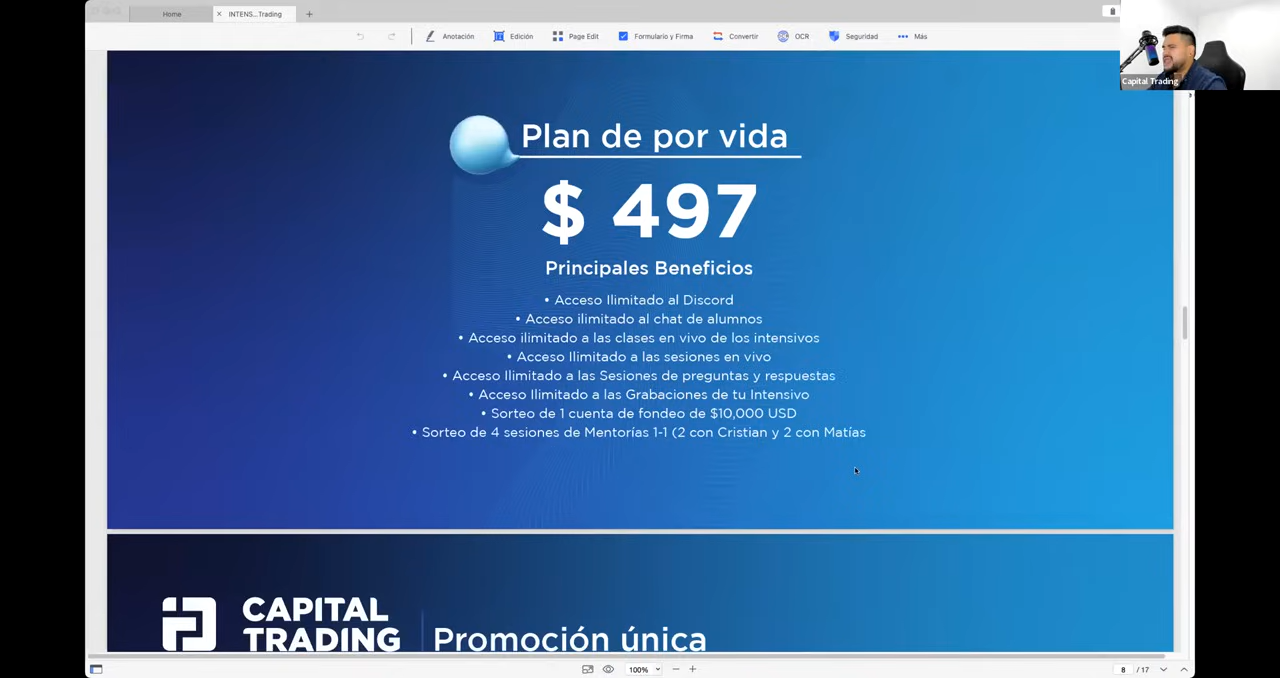 Home
× INTENS...Trading +
Anotación Edición Page Edit Formulario y Firma Convertir OCR Seguridad Más
Capital Trading
Plan de por vida
$ 497
Principales Beneficios
• Acceso Ilimitado al Discord
• Acceso ilimitado al chat de alumnos
• Acceso ilimitado a las clases en vivo de los intensivos
• Acceso Ilimitado a las sesiones en vivo
• Acceso Ilimitado a las Sesiones de preguntas y respuestas
• Acceso Ilimitado a las Grabaciones de tu Intensivo
• Sorteo de 1 cuenta de fondeo de $10,000 USD
• Sorteo de 4 sesiones de Mentorías 1-1 (2 con Cristian y 2 con Matías
CAPITAL
TRADING
Promoción única
100% − + 8 / 17